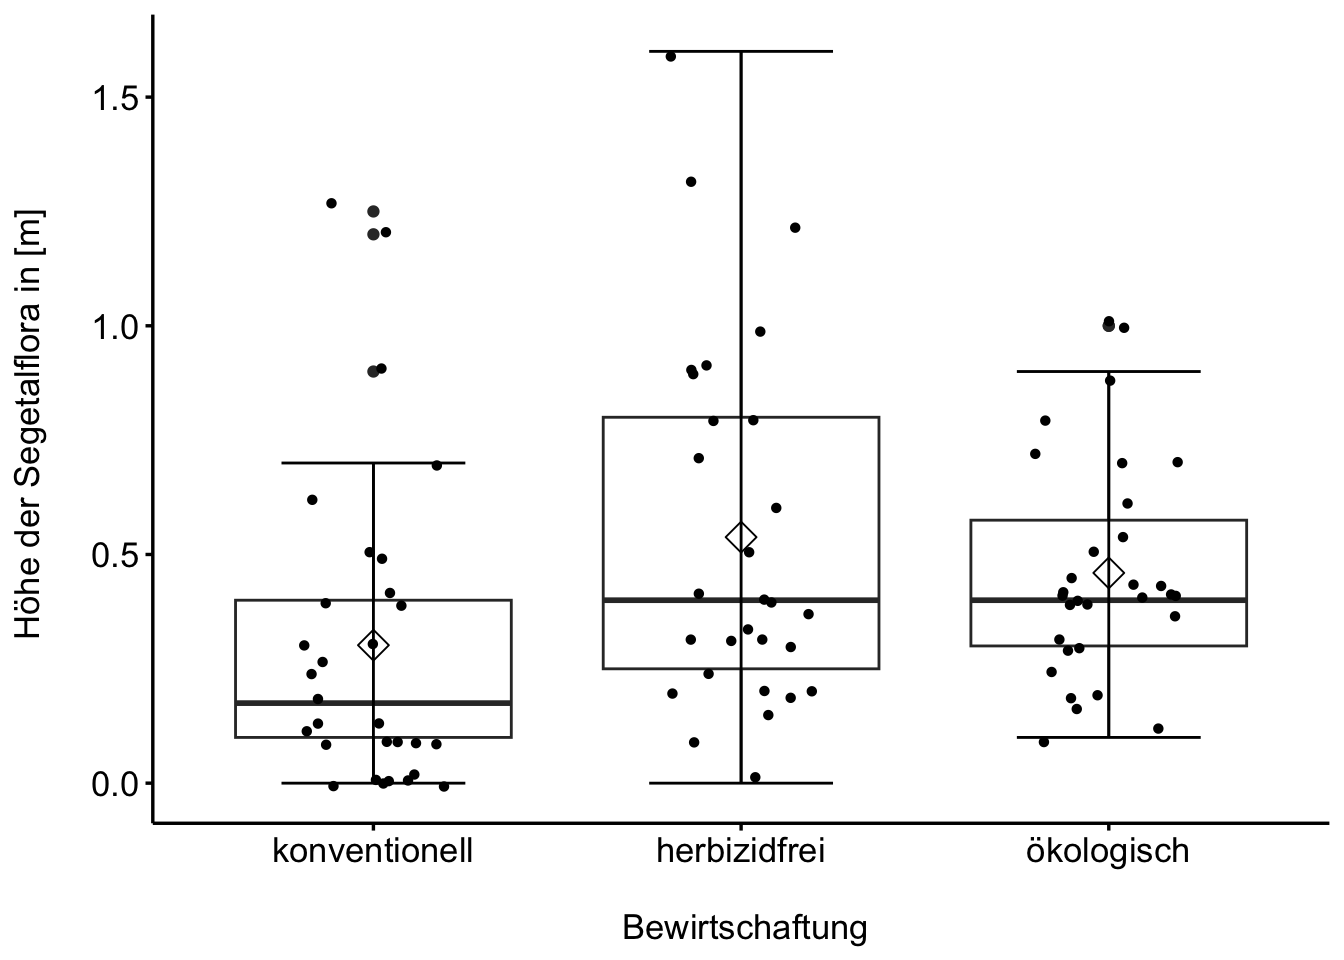 Höhe der Segetalflora in [m]
1.5
1.0
0.5
0.0
konventionell
herbizidfrei
ökologisch
Bewirtschaftung